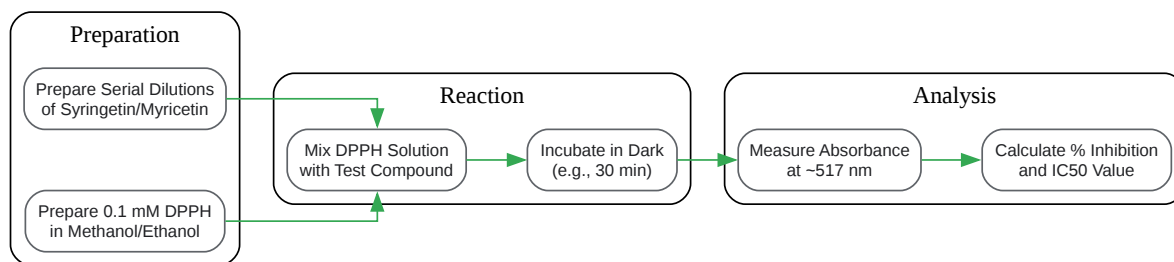 Preparation
Prepare Serial Dilutions
of Syringetin/Myricetin
Prepare 0.1 mM DPPH
in Methanol/Ethanol
Reaction
Mix DPPH Solution
with Test Compound
Incubate in Dark
(e.g., 30 min)
Analysis
Measure Absorbance
at ~517 nm
Calculate % Inhibition
and IC50 Value